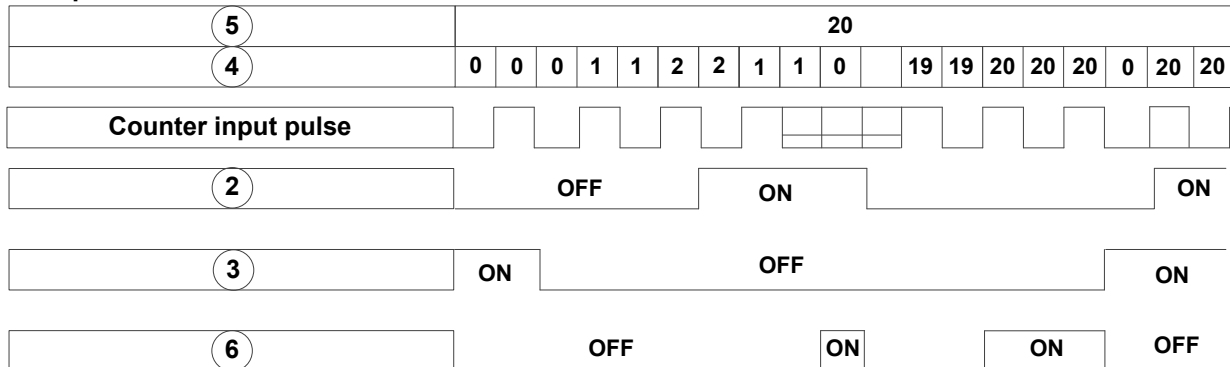 ⑤ 20
④ 0 0 0 1 1 2 2 1 1 0 19 19 20 20 20 0 20 20
Counter input pulse
② OFF ON ON
③ ON OFF ON
⑥ OFF ON ON OFF